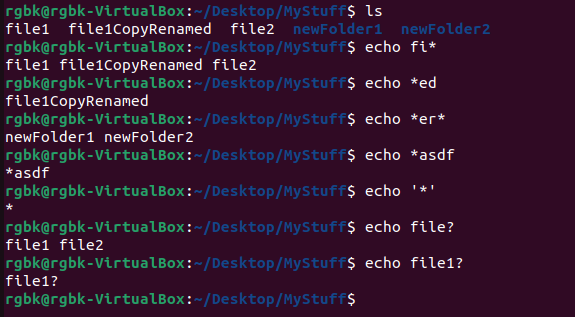 rgbk@rgbk-VirtualBox:~/Desktop/MyStuff$ ls
file1  file1CopyRenamed  file2  newFolder1  newFolder2
rgbk@rgbk-VirtualBox:~/Desktop/MyStuff$ echo fi*
file1 file1CopyRenamed file2
rgbk@rgbk-VirtualBox:~/Desktop/MyStuff$ echo *ed
file1CopyRenamed
rgbk@rgbk-VirtualBox:~/Desktop/MyStuff$ echo *er*
newFolder1 newFolder2
rgbk@rgbk-VirtualBox:~/Desktop/MyStuff$ echo *asdf
*asdf
rgbk@rgbk-VirtualBox:~/Desktop/MyStuff$ echo '*'
*
rgbk@rgbk-VirtualBox:~/Desktop/MyStuff$ echo file?
file1 file2
rgbk@rgbk-VirtualBox:~/Desktop/MyStuff$ echo file1?
file1?
rgbk@rgbk-VirtualBox:~/Desktop/MyStuff$